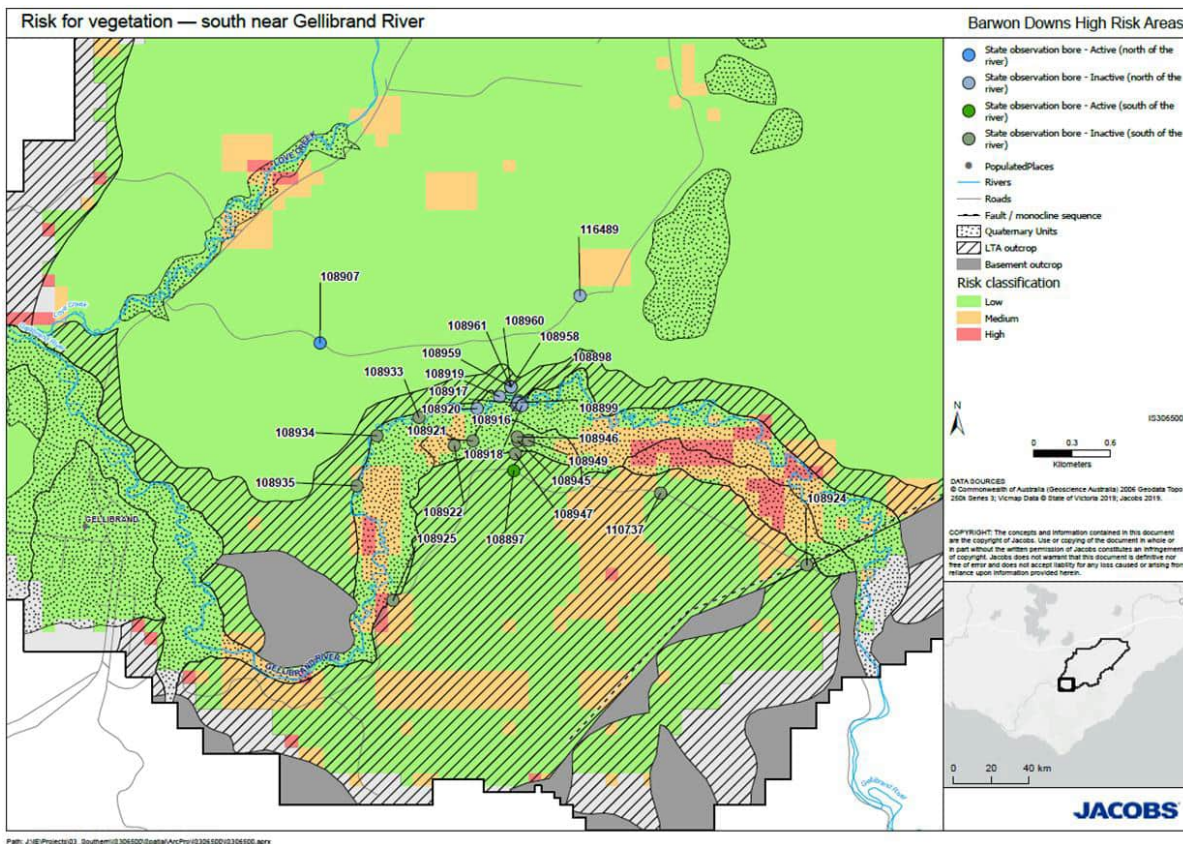 Risk for vegetation — south near Gellibrand River
Barwon Downs High Risk Areas
State observation bore - Active (north of the
river)
State observation bore - Inactive (north of the
river)
State observation bore - Active (south of the
river)
State observation bore - Inactive (south of the
river)
PopulatedPlaces
Rivers
Roads
Fault / monocline sequence
Quaternary Units
LTA outcrop
Basement outcrop
Risk classification
Low
Medium
High
N
IS306500
0 0.3 0.6
Kilometers
DATA SOURCES
© Commonwealth of Australia (Geoscience Australia) 2006 Geodata Topo
250k Series 3; Vicmap Data © State of Victoria 2019; Jacobs 2019.
COPYRIGHT: The concepts and information contained in this document
are the copyright of Jacobs. Use or copying of the document in whole or
in part without the written permission of Jacobs constitutes an infringement
of copyright. Jacobs does not warrant that this document is definitive nor
free of error and does not accept liability for any loss caused or arising from
reliance upon information provided herein.
0 20 40 km
JACOBS
LOVE CREEK
Love Creek
116489
108907
108961
108960
108958
108959
108898
108933
108919
108917
108920
108899
108916
108934
108921
108946
108918
108949
108935
108945
108924
108922
108947
GELLIBRAND
110737
108925
108897
GELLIBRAND RIVER
Gellibrand River